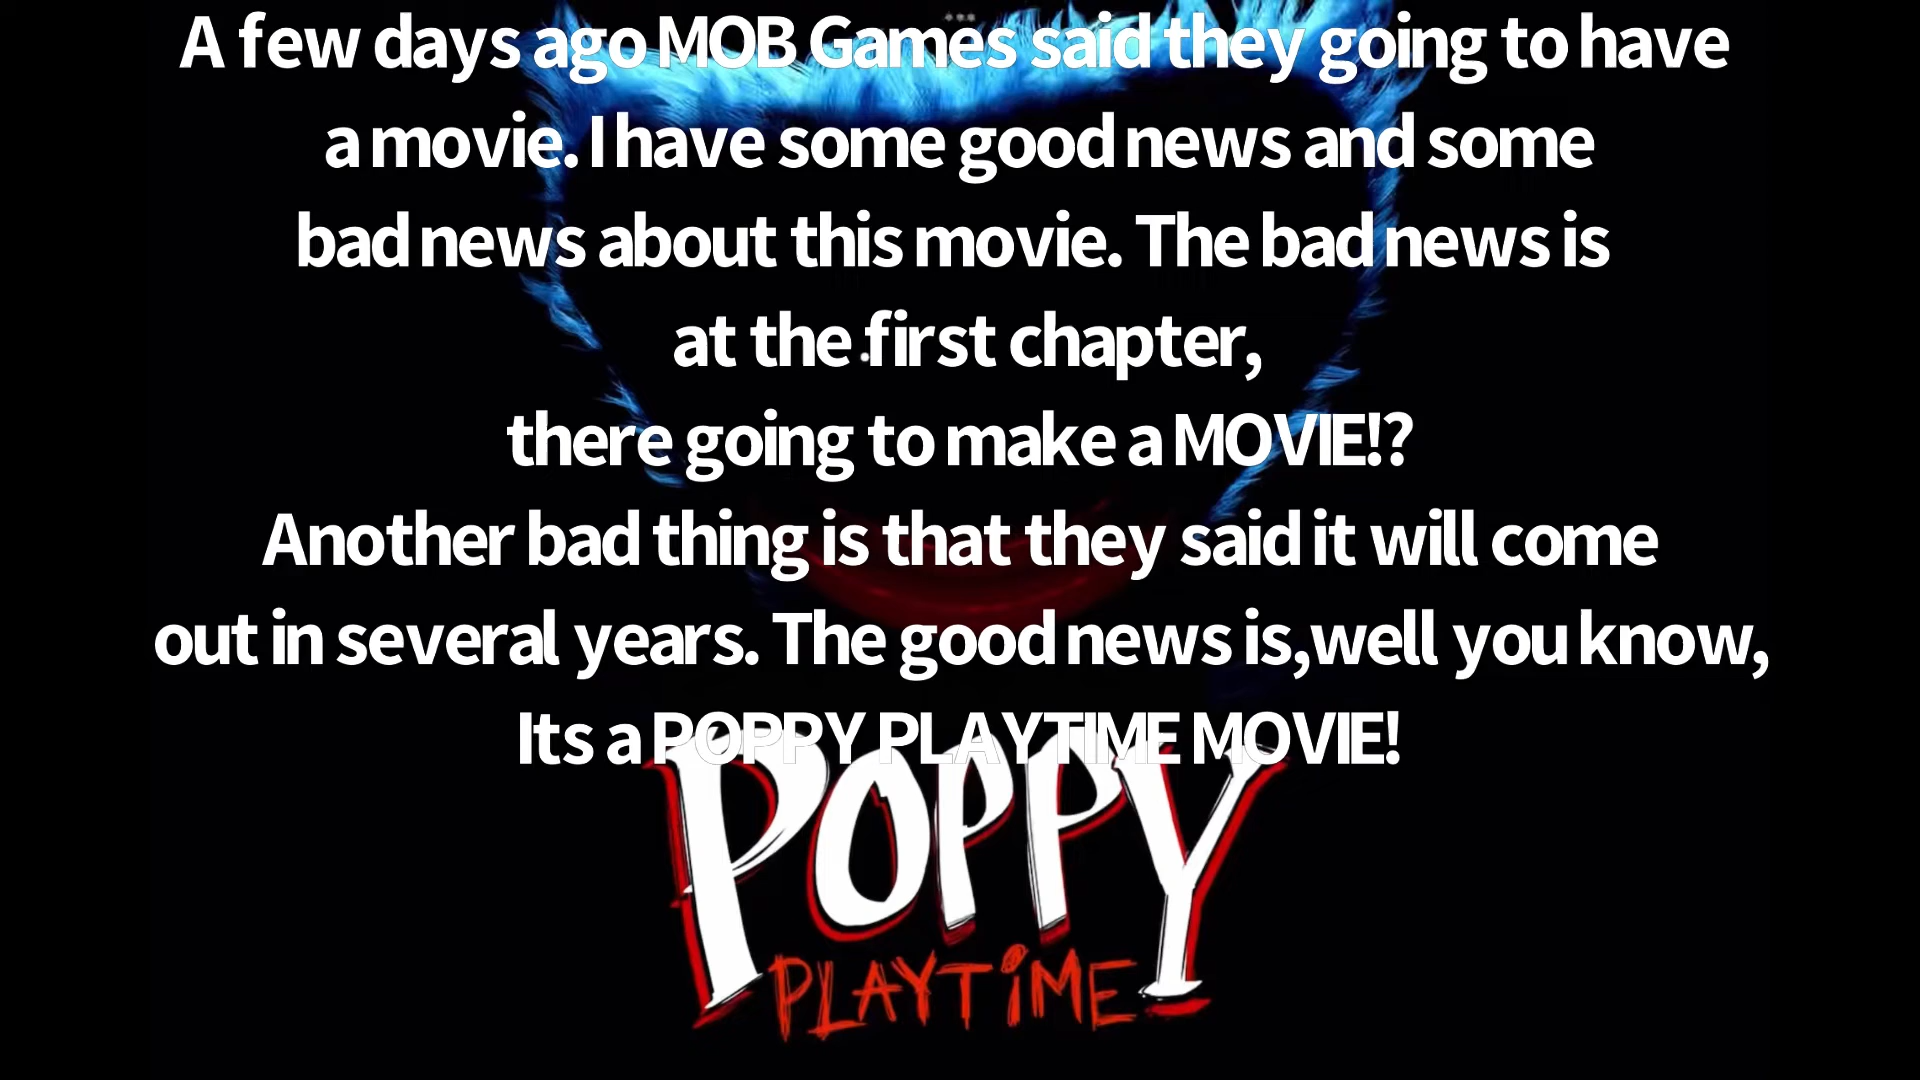 A few days ago MOB Games said they going to have
a movie. I have some good news and some
bad news about this movie. The bad news is
at the first chapter,
there going to make a MOVIE!?
Another bad thing is that they said it will come
out in several years. The good news is,well you know,
Its a POPPY PLAYTIME MOVIE!
POPPY
PLAYTIME